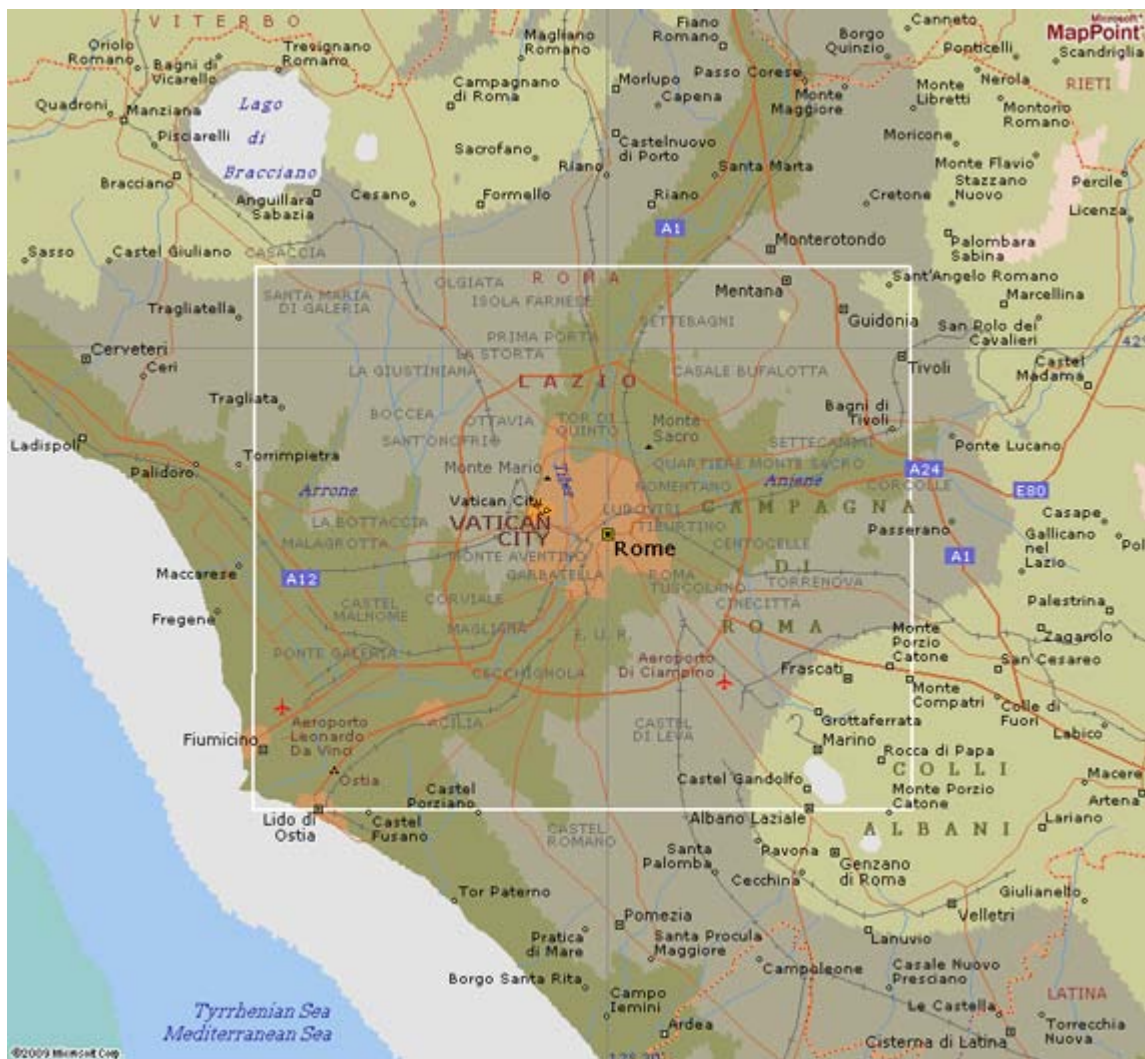 VITERBO
Oriolo
Romano
Bagni di
Vicarello
Trevignano
Romano
Magliano
Romano
Fiano
Romano
Borgo
Quinzio
Canneto
Microsoft
MapPoint
Ponticelli
Scandriglia
RIETI
Quadroni
Manziana
Pisciarelli
Lago
di
Bracciano
Campagnano
di Roma
Morlupo
Capena
Passo Corese
Monte
Maggiore
Monte
Libretti
Nerola
Montorio
Romano
Moricone
Bracciano
Anguillara
Sabazia
Cesano
Sacrofano
Formello
Riano
Castelnuovo
di Porto
Riano
Santa Marta
Cretone
Monte Flavio
Stazzano
Nuovo
Percile
Licenza
A1
Sasso
Castel Giuliano
CASACCIA
Monterotondo
Palombara
Sabina
OLGIATA
ROMA
ISOLA FARNESE
Mentana
Sant'Angelo Romano
Marcellina
Tragliatella
SANTA MARIA
DI GALERIA
PRIMA PORTA
SETTEBAGNI
Guidonia
San Polo dei
Cavalieri
Cerveteri
Ceri
LA STORTA
LA GIUSTINIANA
LAZIO
CASALE BUFALOTTA
Tivoli
Castel
Madama
42°
Tragliata
BOCCEA
OTTAVIA
SANT'ONOFRIO
TOR DI
QUINTO
Monte
Sacro
SETTECAMINI
Bagni di
Tivoli
Ponte Lucano
Ladispoli
Palidoro
Torrimpietra
Monte Mario
Tiber
QUARTIERE MONTE SACRO
NOMENTANO
Aniene
A24
CORCOLLE
E80
Arrone
Vatican City
VATICAN
CITY
LUDOVISI
TIBURTINO
CAMPAGNA
Passerano
Casape
Gallicano
nel
Lazio
Pol
LA BOTTACCIA
MALAGROTTA
Rome
CENTOCELLE
DI
A1
Maccarese
A12
MONTE AVENTINO
GARBATELLA
ROMA
TUSCOLANO
TORRENOVA
Fregene
CASTEL
MALNOME
CORVIALE
MAGLIANA
E.U.R.
CINECITTÀ
ROMA
Palestrina
Zagarolo
PONTE GALERIA
CECCHIGNOLA
Aeroporto
Di Ciampino
Frascati
Monte
Porzio
Catone
San Cesareo
Monte
Compatri
Colle di
Fuori
Labico
Fiumicino
Aeroporto
Leonardo
Da Vinci
ACILIA
CASTEL
DI LEVA
Grottaferrata
Marino
Rocca di Papa
COLLI
Ostia
Castel
Porziano
Castel Gandolfo
Monte Porzio
Catone
Macere
Artena
Lido di
Ostia
Castel
Fusano
CASTEL
ROMANO
Albano Laziale
ALBANI
Lariano
Santa
Palomba
Pavona
Cecchina
Genzano
di Roma
Giulianello
Tor Paterno
Velletri
Pomezia
Pratica
di Mare
Santa Procula
Maggiore
Lanuvio
Campoleone
Casale Nuovo
Presciano
Borgo Santa Rita
Campo
Iemini
Ardea
Le Castella
LATINA
Torrecchia
Nuova
Cisterna di Latina
Tyrrhenian Sea
Mediterranean Sea
©2009 Microsoft Corp